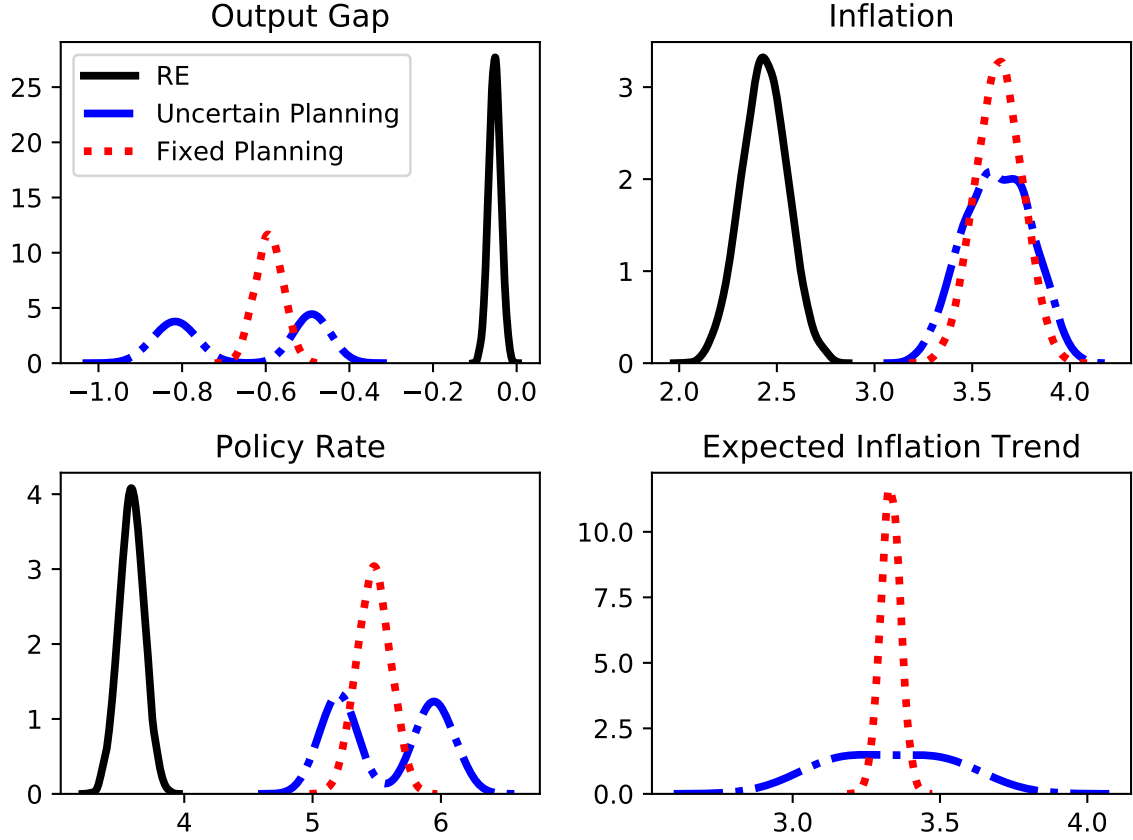 Output Gap
RE
Uncertain Planning
Fixed Planning
25
20
15
10
5
0
−1.0 −0.8 −0.6 −0.4 −0.2 0.0
Inflation
3
2
1
0
2.0 2.5 3.0 3.5 4.0
Policy Rate
4
3
2
1
0
4 5 6
Expected Inflation Trend
10.0
7.5
5.0
2.5
0.0
3.0 3.5 4.0